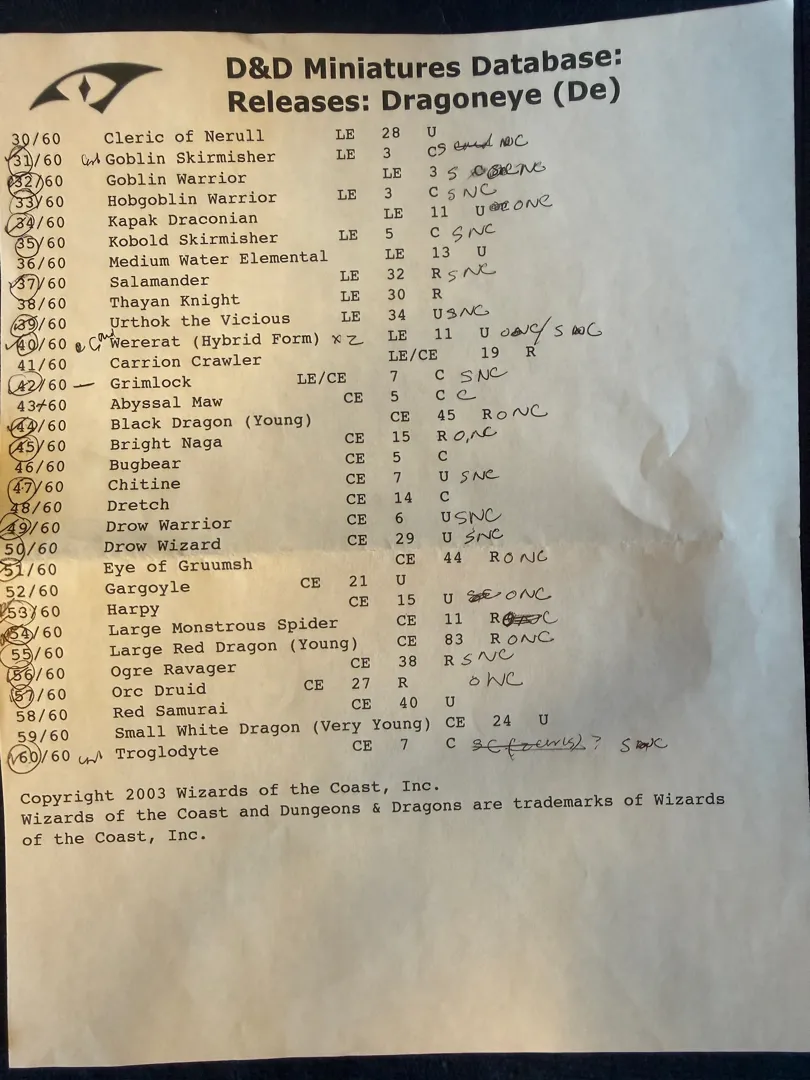 D&D Miniatures Database:
Releases: Dragoneye (De)
30/60 Cleric of Nerull LE 28 U
31/60 Goblin Skirmisher LE 3 C S NC
32/60 Goblin Warrior LE 3 S NC
33/60 Hobgoblin Warrior LE 3 C S NC
34/60 Kapak Draconian LE 11 U ONC
35/60 Kobold Skirmisher LE 5 C SNC
36/60 Medium Water Elemental LE 13 U
37/60 Salamander LE 32 R SNC
38/60 Thayan Knight LE 30 R
39/60 Urthok the Vicious LE 34 U SNC
40/60 Wererat (Hybrid Form) x2 LE 11 U ONC/S NC
41/60 Carrion Crawler LE/CE 19 R
42/60 — Grimlock LE/CE 7 C SNC
43/60 Abyssal Maw CE 5 C C
44/60 Black Dragon (Young) CE 45 R ONC
45/60 Bright Naga CE 15 R O,NC
46/60 Bugbear CE 5 C
47/60 Chitine CE 7 U SNC
48/60 Dretch CE 14 C
49/60 Drow Warrior CE 6 U SNC
50/60 Drow Wizard CE 29 U SNC
51/60 Eye of Gruumsh CE 44 R ONC
52/60 Gargoyle CE 21 U
53/60 Harpy CE 15 U ONC
54/60 Large Monstrous Spider CE 11 R C
55/60 Large Red Dragon (Young) CE 83 R ONC
56/60 Ogre Ravager CE 38 R SNC
57/60 Orc Druid CE 27 R ONC
58/60 Red Samurai CE 40 U
59/60 Small White Dragon (Very Young) CE 24 U
60/60 Troglodyte CE 7 C ? S NC
Copyright 2003 Wizards of the Coast, Inc.
Wizards of the Coast and Dungeons & Dragons are trademarks of Wizards
of the Coast, Inc.